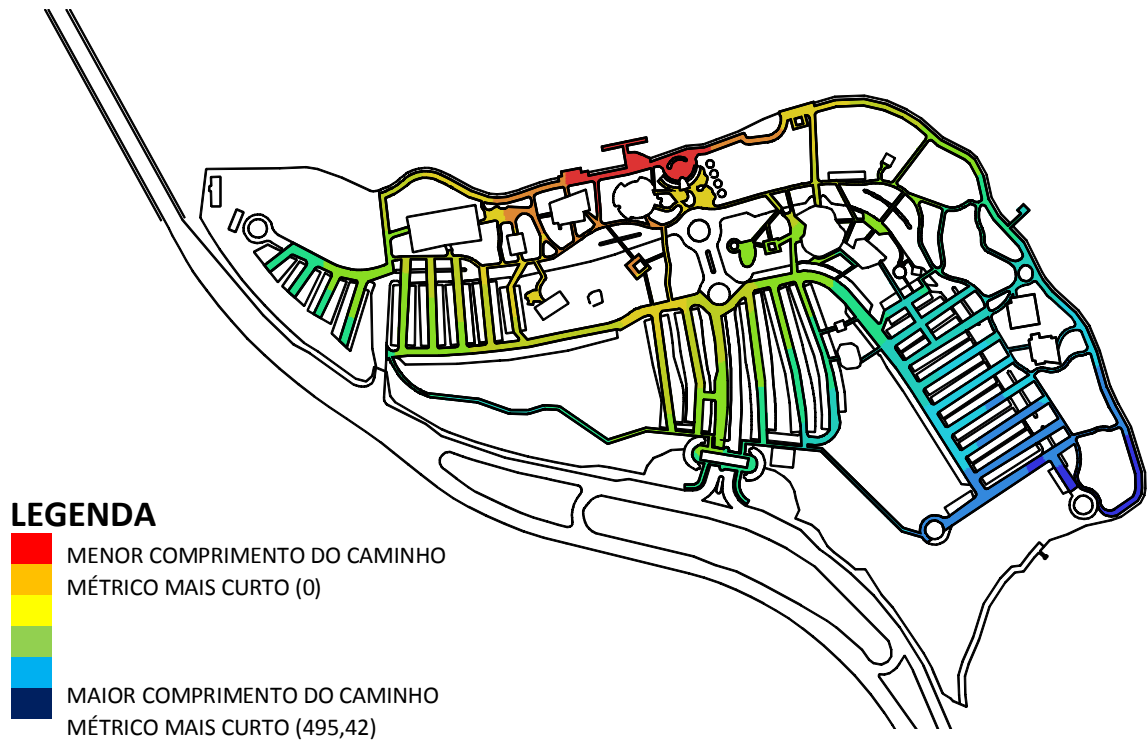 LEGENDA
MENOR COMPRIMENTO DO CAMINHO
MÉTRICO MAIS CURTO (0)
MAIOR COMPRIMENTO DO CAMINHO
MÉTRICO MAIS CURTO (495,42)